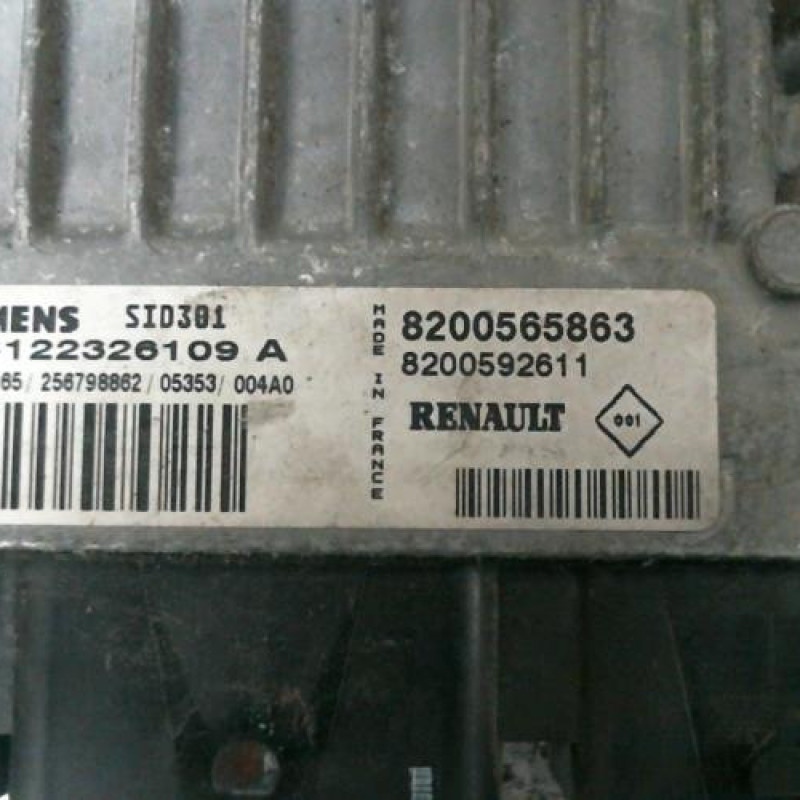 MENS SID301
122326109 A
65/ 256798862 / 05353/ 004A0
MADE IN FRANCE
8200565863
8200592611
RENAULT 001